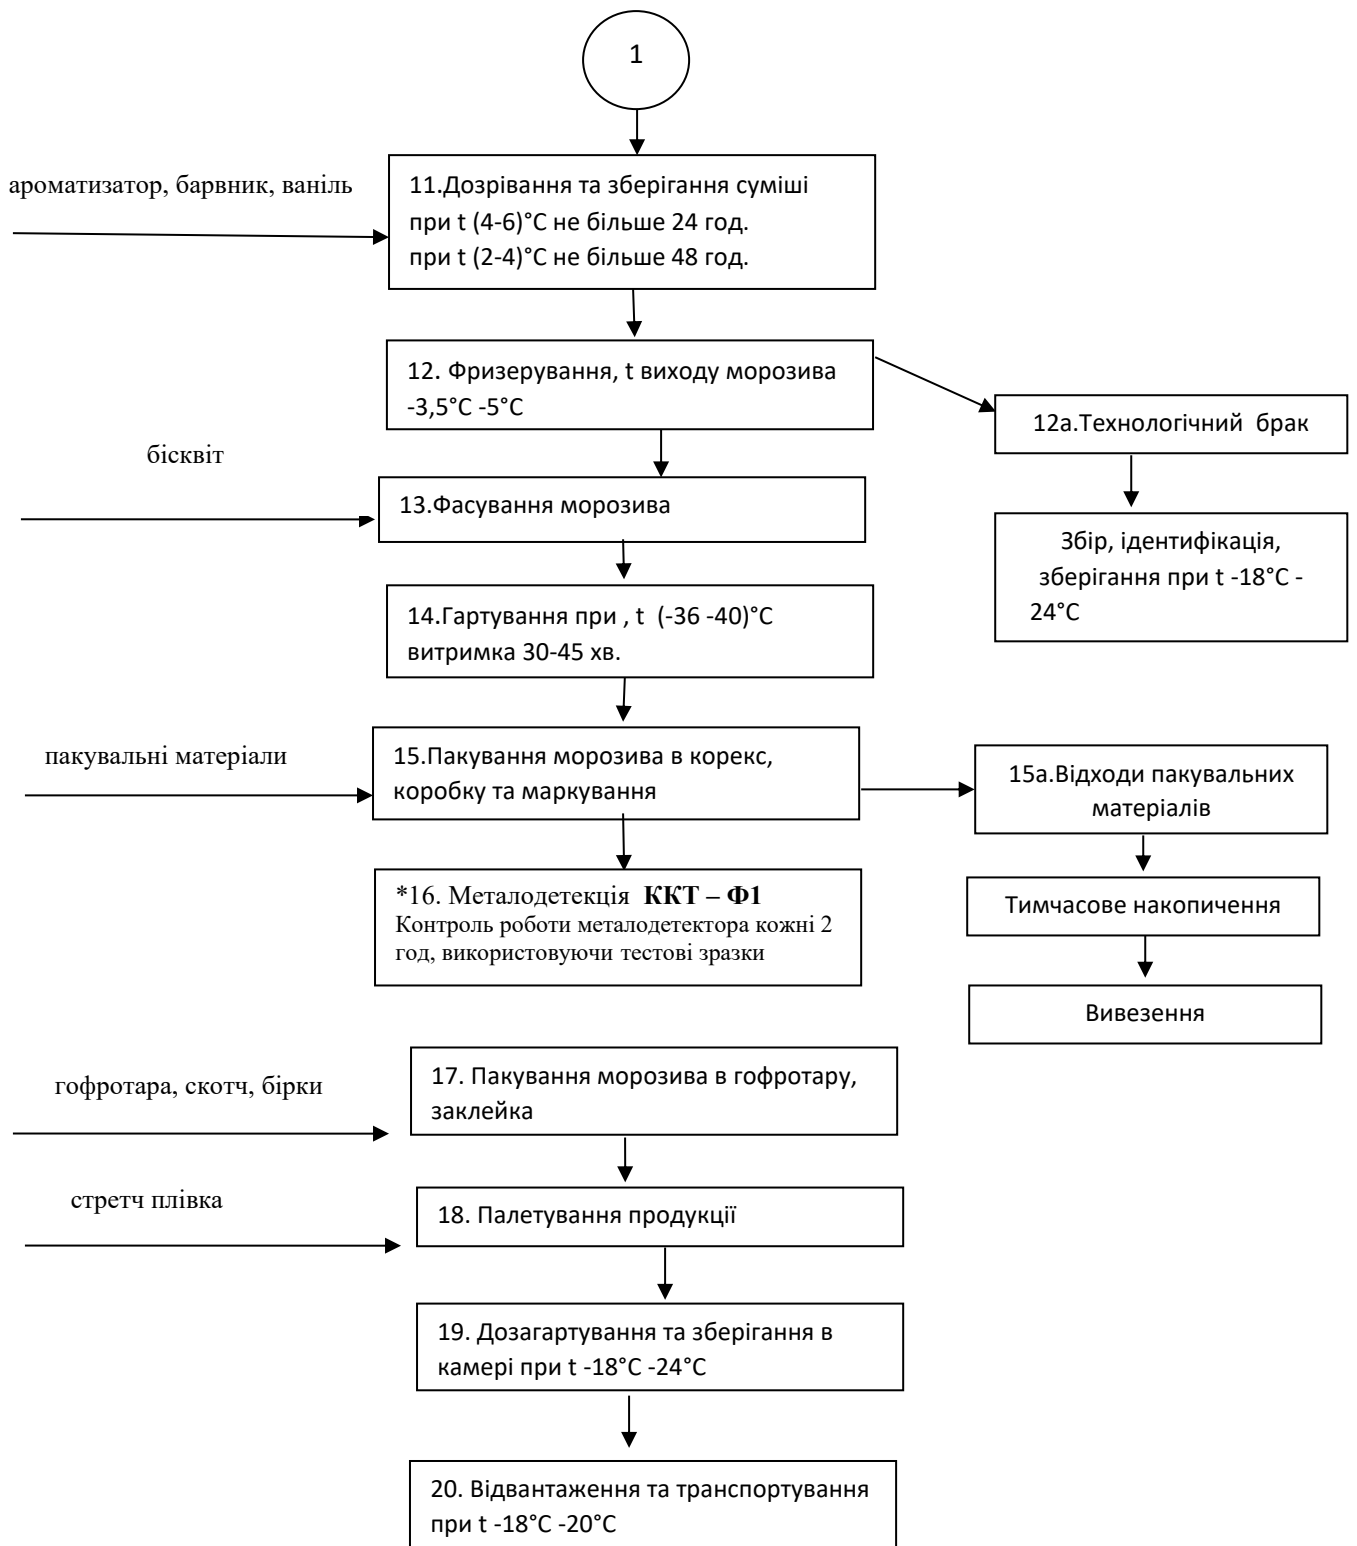 1
ароматизатор, барвник, ваніль
11.Дозрівання та зберігання суміші
при t (4-6)°С не більше 24 год.
при t (2-4)°С не більше 48 год.
12. Фризерування, t виходу морозива
-3,5°С -5°С
12а.Технологічний брак
бісквіт
13.Фасування морозива
Збір, ідентифікація,
зберігання при t -18°С -
24°С
14.Гартування при , t (-36 -40)°С
витримка 30-45 хв.
пакувальні матеріали
15.Пакування морозива в корекс,
коробку та маркування
15а.Відходи пакувальних
матеріалів
*16. Металодетекція ККТ – Ф1
Контроль роботи металодетектора кожні 2
год, використовуючи тестові зразки
Тимчасове накопичення
Вивезення
гофротара, скотч, бірки
17. Пакування морозива в гофротару,
заклейка
стретч плівка
18. Палетування продукції
19. Дозагартування та зберігання в
камері при t -18°С -24°С
20. Відвантаження та транспортування
при t -18°С -20°С